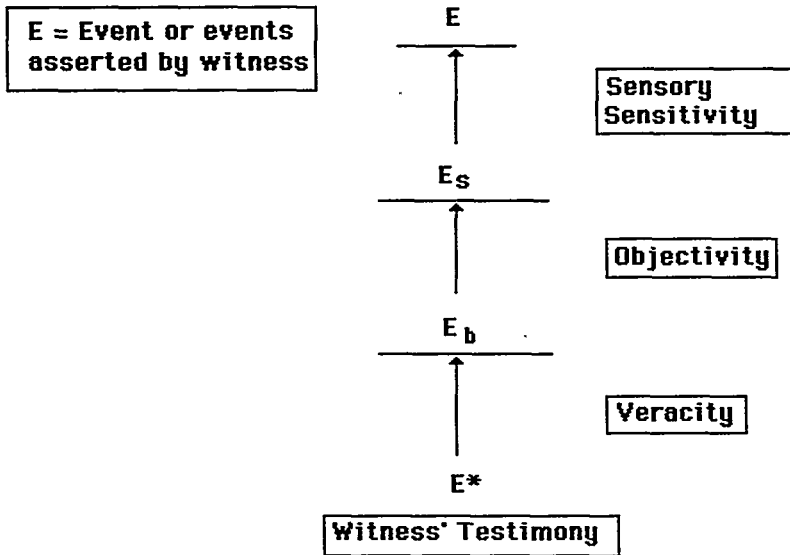 E = Event or events
asserted by witness
E
Sensory
Sensitivity
Es
Objectivity
Eb
Veracity
E*
Witness' Testimony